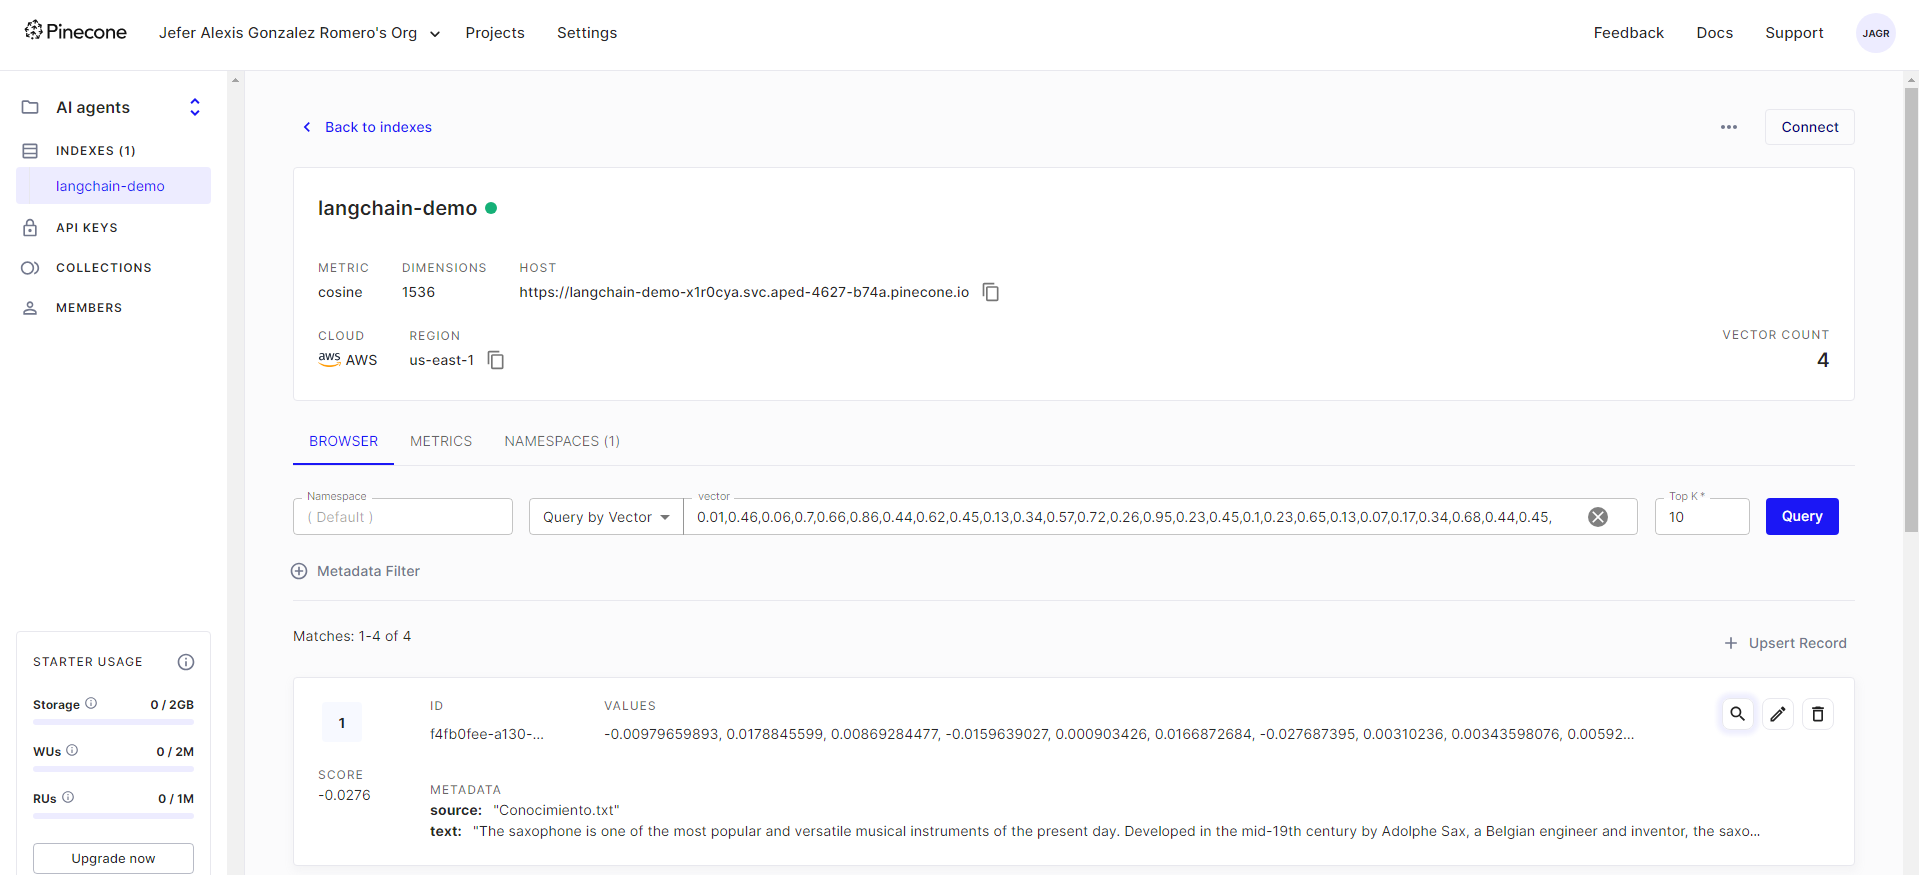 Pinecone
Jefer Alexis Gonzalez Romero's Org
Projects
Settings
Feedback
Docs
Support
JAGR
AI agents
INDEXES (1)
langchain-demo
API KEYS
COLLECTIONS
MEMBERS
STARTER USAGE
Storage 0 / 2GB
WUs 0 / 2M
RUs 0 / 1M
Upgrade now
Back to indexes
Connect
langchain-demo
METRIC DIMENSIONS HOST
cosine 1536 https://langchain-demo-x1r0cya.svc.aped-4627-b74a.pinecone.io
CLOUD REGION VECTOR COUNT
aws AWS us-east-1 4
BROWSER METRICS NAMESPACES (1)
Namespace vector Top K *
( Default ) Query by Vector 0.01,0.46,0.06,0.7,0.66,0.86,0.44,0.62,0.45,0.13,0.34,0.57,0.72,0.26,0.95,0.23,0.45,0.1,0.23,0.65,0.13,0.07,0.17,0.34,0.68,0.44,0.45, 10 Query
Metadata Filter
Matches: 1-4 of 4
Upsert Record
1
ID VALUES
f4fb0fee-a130-... -0.00979659893, 0.0178845599, 0.00869284477, -0.0159639027, 0.000903426, 0.0166872684, -0.027687395, 0.00310236, 0.00343598076, 0.00592...
SCORE
-0.0276
METADATA
source: "Conocimiento.txt"
text: "The saxophone is one of the most popular and versatile musical instruments of the present day. Developed in the mid-19th century by Adolphe Sax, a Belgian engineer and inventor, the saxo...